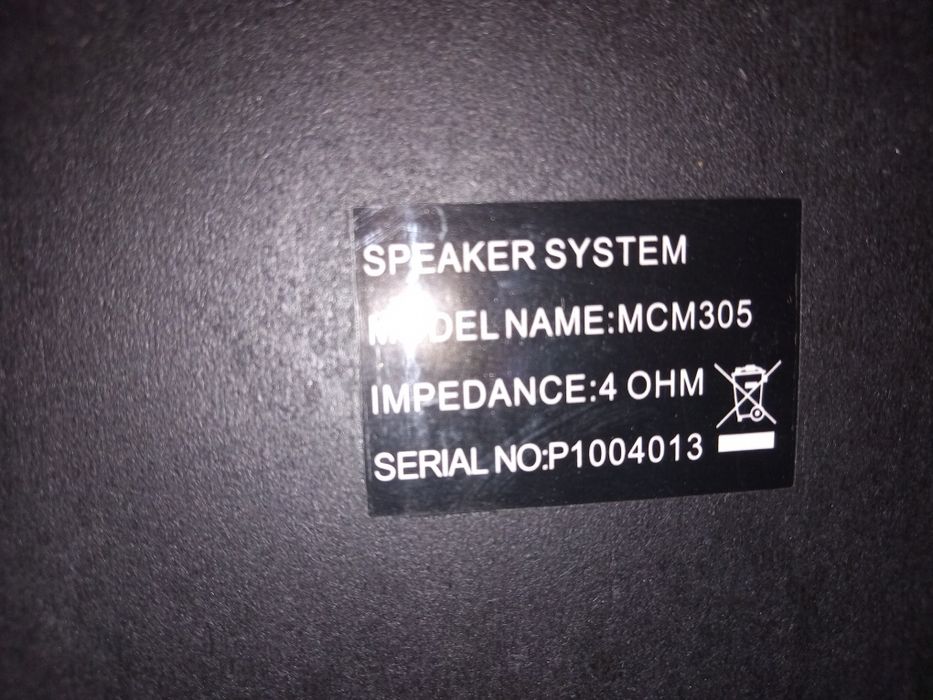 SPEAKER SYSTEM
MODEL NAME:MCM305
IMPEDANCE:4 OHM
SERIAL NO:P1004013